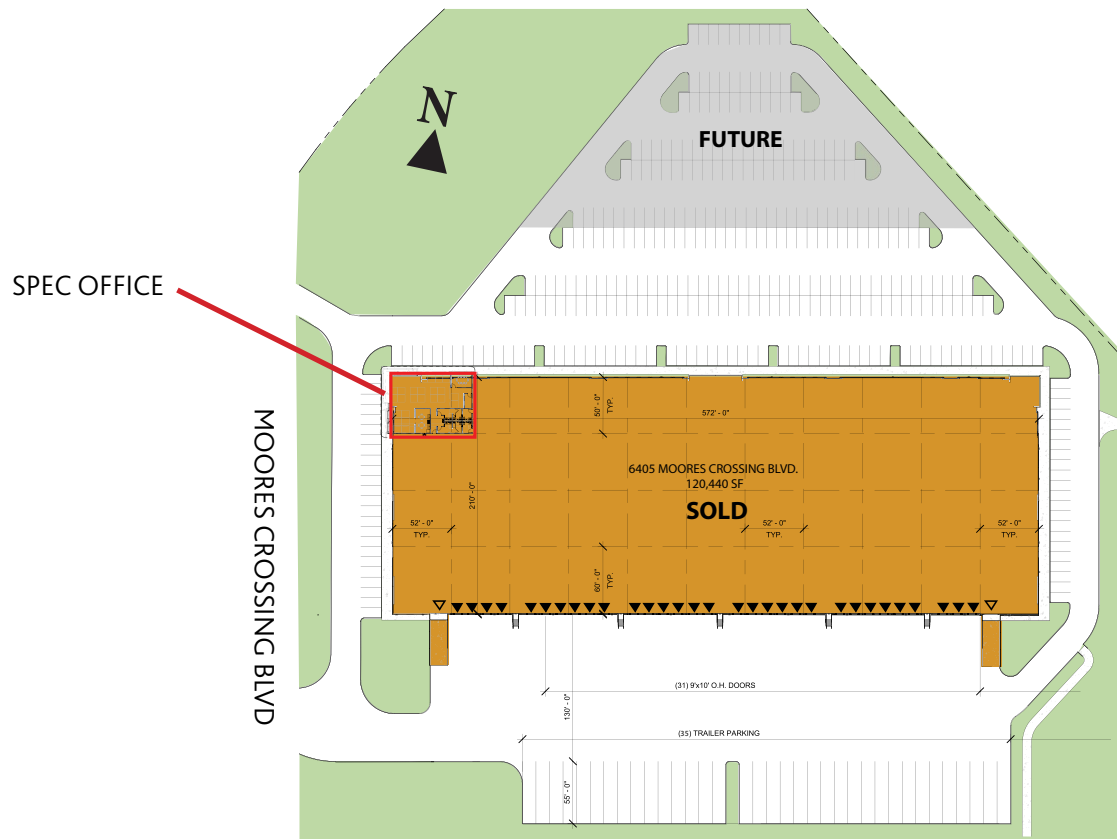 N
FUTURE
SPEC OFFICE
MOORES CROSSING BLVD
50' - 0"
TYP.
572' - 0"
210' - 0"
6405 MOORES CROSSING BLVD.
120,440 SF
SOLD
52' - 0"
TYP.
52' - 0"
TYP.
52' - 0"
TYP.
60' - 0"
TYP.
(31) 9'x10' O.H. DOORS
130' - 0"
(35) TRAILER PARKING
55' - 0"